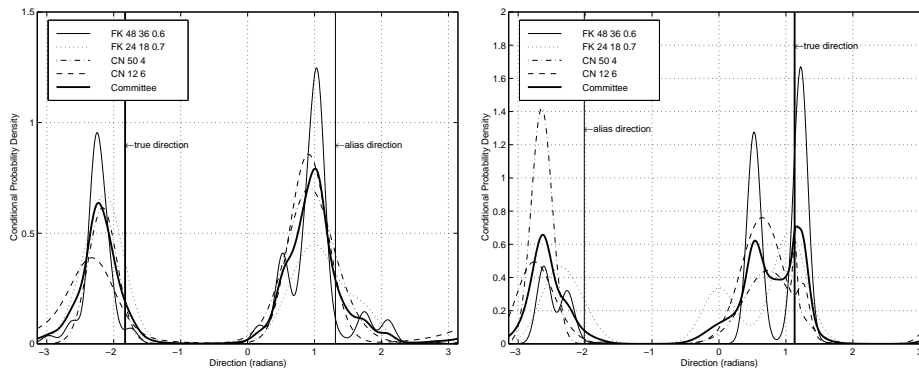 1.5
1
0.5
0
Conditional Probability Density
FK 48 36 0.6
FK 24 18 0.7
CN 50 4
CN 12 6
Committee
←true direction
←alias direction
−3 −2 −1 0 1 2 3
Direction (radians)
2
1.8
1.6
1.4
1.2
1
0.8
0.6
0.4
0.2
0
Conditional Probability Density
FK 48 36 0.6
FK 24 18 0.7
CN 50 4
CN 12 6
Committee
←true direction
←alias direction
−3 −2 −1 0 1 2 3
Direction (radians)